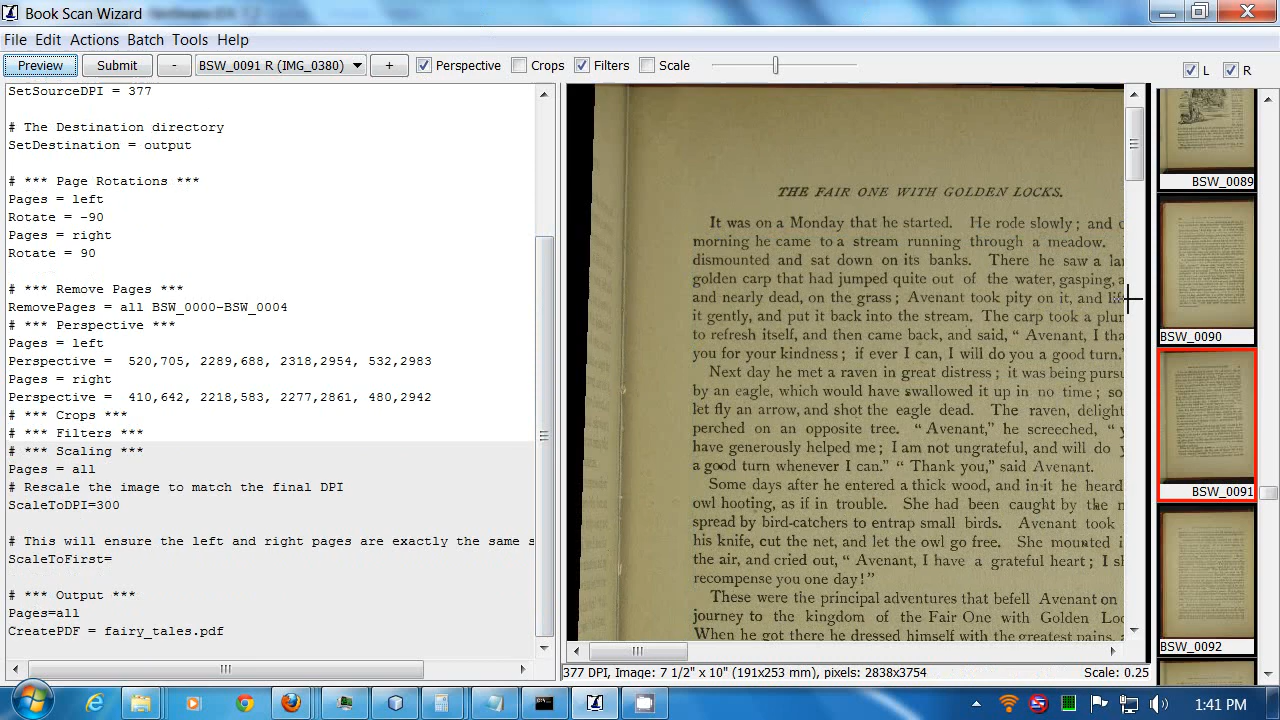 Book Scan Wizard
File Edit Actions Batch Tools Help
Preview Submit - BSW_0091 R (IMG_0380) + Perspective Crops Filters Scale L R
SetSourceDPI = 377
# The Destination directory
SetDestination = output
# *** Page Rotations ***
Pages = left
Rotate = -90
Pages = right
Rotate = 90
# *** Remove Pages ***
RemovePages = all BSW_0000-BSW_0004
# *** Perspective ***
Pages = left
Perspective = 520,705, 2289,688, 2318,2954, 532,2983
Pages = right
Perspective = 410,642, 2218,583, 2277,2861, 480,2942
# *** Crops ***
# *** Filters ***
# *** Scaling ***
Pages = all
# Rescale the image to match the final DPI
ScaleToDPI=300
# This will ensure the left and right pages are exactly the same
ScaleToFirst=
# *** Output ***
Pages=all
CreatePDF = fairy_tales.pdf
THE FAIR ONE WITH GOLDEN LOCKS.
It was on a Monday that he started. He rode slowly; and
morning he came to a stream running through a meadow.
dismounted and sat down on its banks. There he saw a
golden carp that had jumped quite out of the water, gasping,
and nearly dead, on the grass; Avenant took pity on it, and
it gently, and put it back into the stream. The carp took a
to refresh itself, and then came back, and said, “ Avenant, I
you for your kindness; if ever I can, I will do you a good turn.
Next day he met a raven in great distress; it was being
by an eagle, which would have swallowed it up in no time; so
let fly an arrow, and shot the eagle dead. The raven,
perched on an opposite tree. “Avenant,” he screeched, “
have generously helped me; I am not ungrateful, and will do
a good turn whenever I can.” “ Thank you,” said Avenant.
Some days after he entered a thick wood, and in it he heard
owl hooting, as if in trouble. She had been caught by the
spread by bird-catchers to entrap small birds. Avenant took
his knife, cut the net, and let the owl go free. She mounted
the air, and cried out, “ Avenant, I have a grateful heart; I
recompense you one day!”
These were the principal adventures that befell Avenant on
journey to the kingdom of the Fair One with Golden
When he got there he dressed himself with the greatest pains,
BSW_0089
BSW_0090
BSW_0091
BSW_0092
377 DPI, Image: 7 1/2" x 10" (191x253 mm), pixels: 2838x3754 Scale: 0.25
1:41 PM